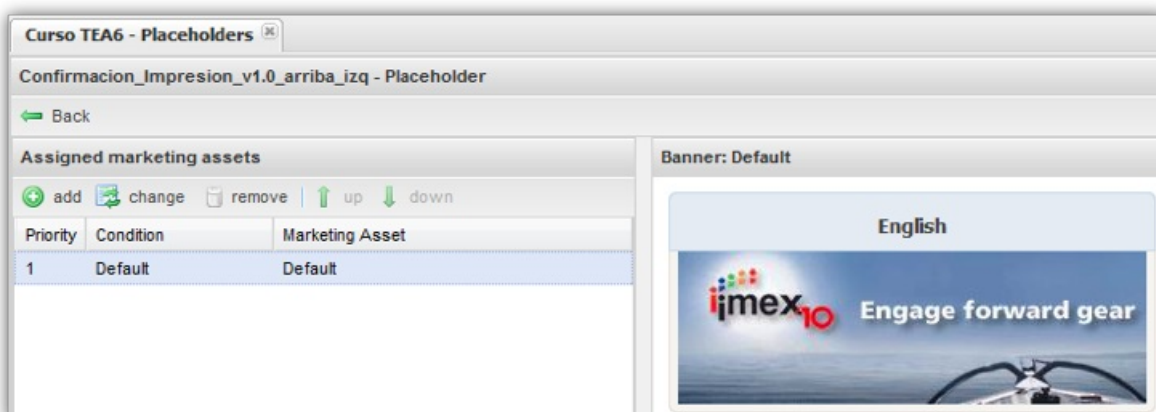 Curso TEA6 - Placeholders
Confirmacion_Impresion_v1.0_arriba_izq - Placeholder
Back
Assigned marketing assets
add change remove up down
Priority Condition Marketing Asset
1 Default Default
Banner: Default
English
imex10 Engage forward gear